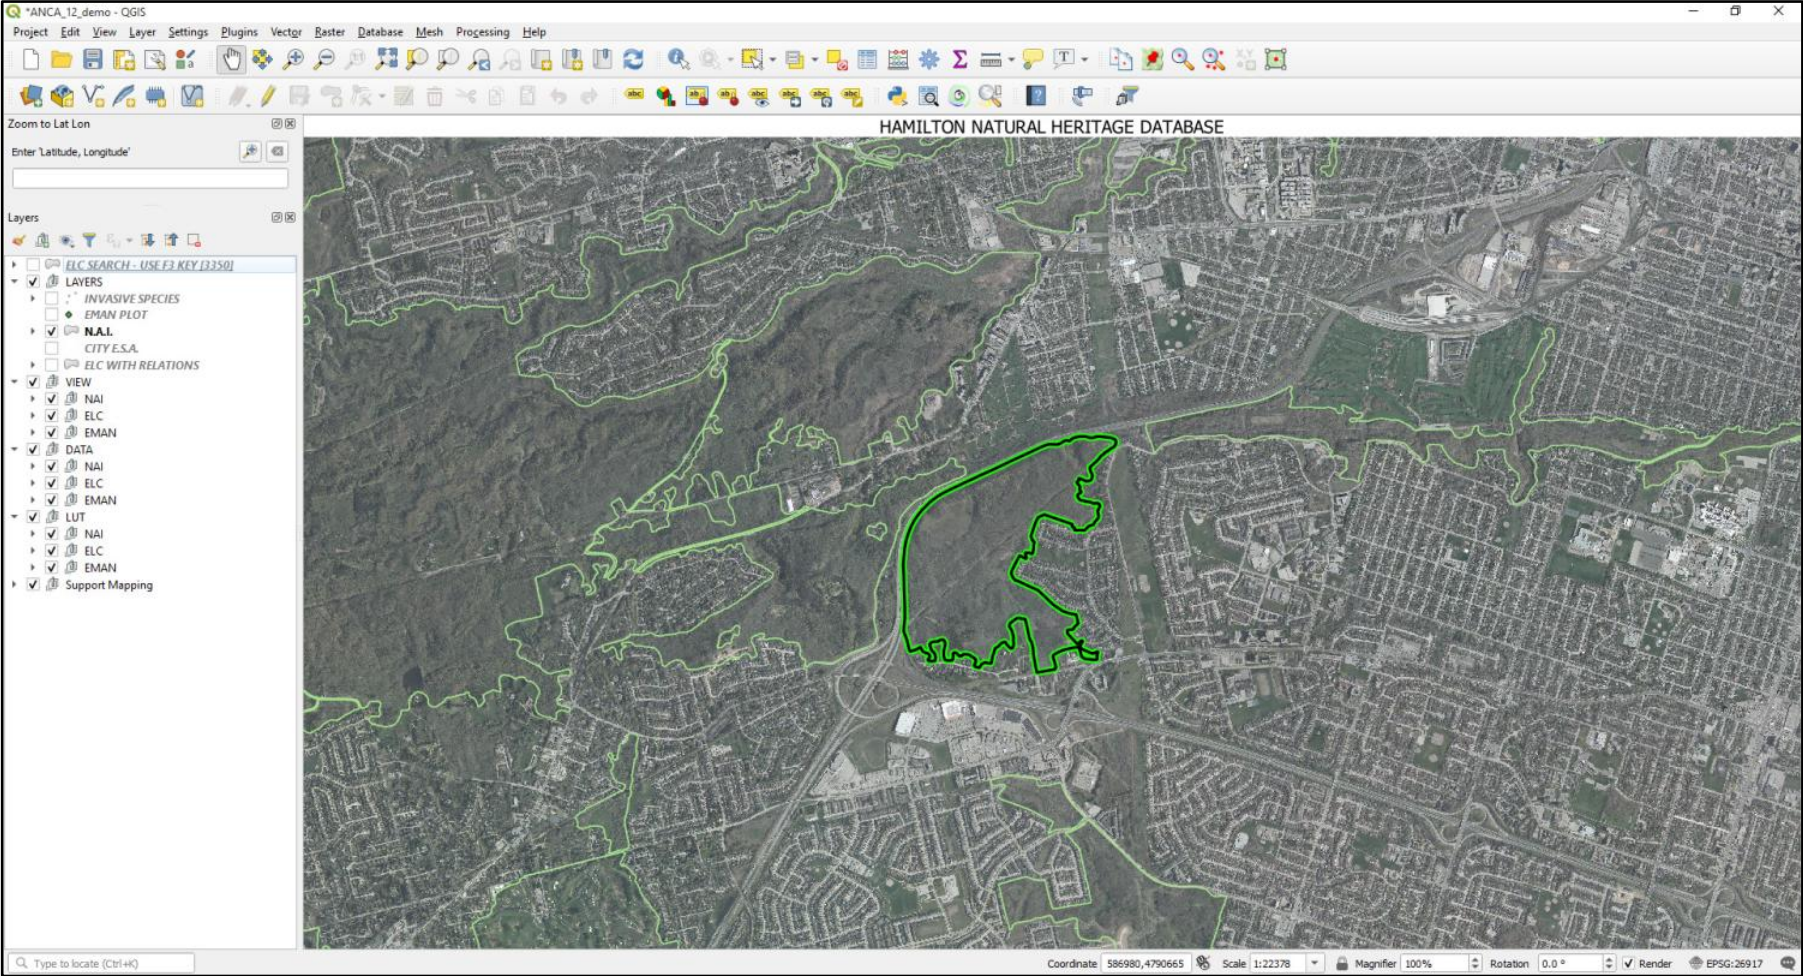 *ANCA_12_demo - QGIS
Project Edit View Layer Settings Plugins Vector Raster Database Mesh Processing Help
Zoom to Lat Lon
HAMILTON NATURAL HERITAGE DATABASE
Enter 'Latitude, Longitude'
Layers
ELC SEARCH - USE F3 KEY [3350]
LAYERS
INVASIVE SPECIES
EMAN PLOT
N.A.I.
CITY E.S.A.
ELC WITH RELATIONS
VIEW
NAI
ELC
EMAN
DATA
NAI
ELC
EMAN
LUT
NAI
ELC
EMAN
Support Mapping
Type to locate (Ctrl+K) Coordinate 586980,4790665 Scale 1:22378 Magnifier 100% Rotation 0.0 ° Render EPSG:26917